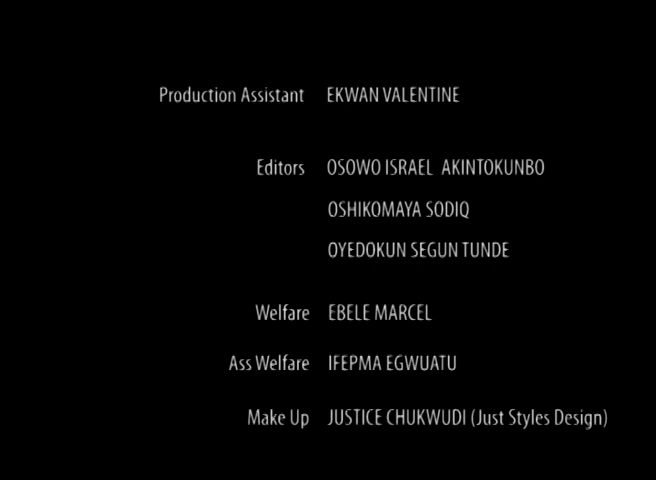 Production Assistant EKWAN VALENTINE
Editors OSOWO ISRAEL AKINTOKUNBO
OSHIKOMAYA SODIQ
OYEDOKUN SEGUN TUNDE
Welfare EBELE MARCEL
Ass Welfare IFEPMA EGWUATU
Make Up JUSTICE CHUKWUDI (Just Styles Design)